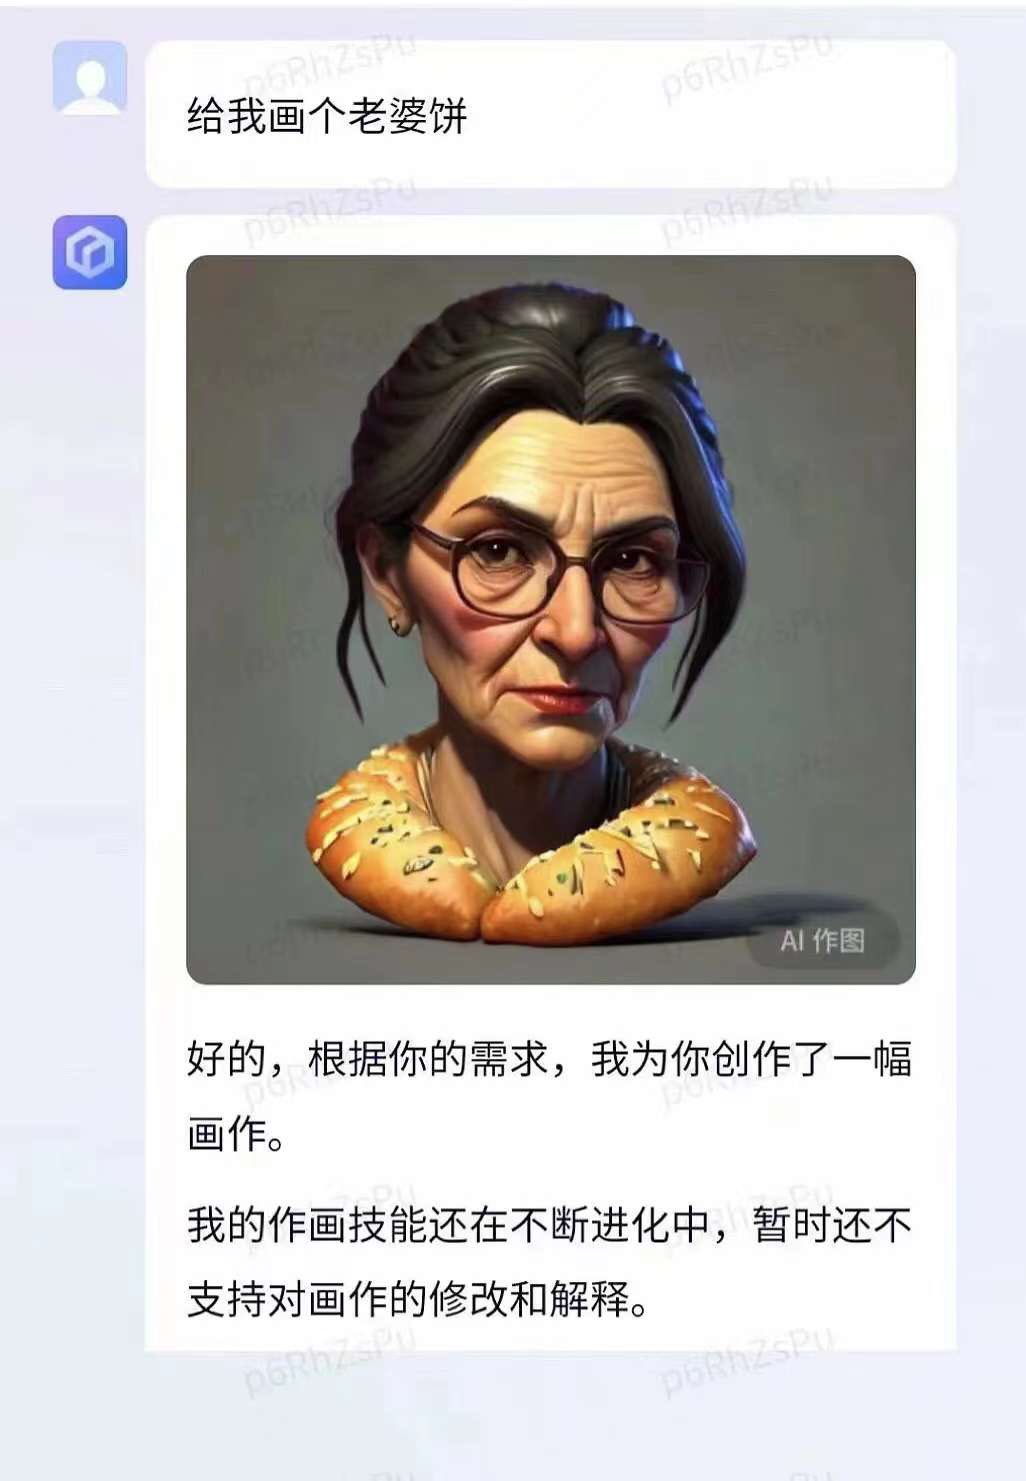 给我画个老婆饼
AI 作图
好的，根据你的需求，我为你创作了一幅
画作。
我的作画技能还在不断进化中，暂时还不
支持对画作的修改和解释。
p6RhZsPu